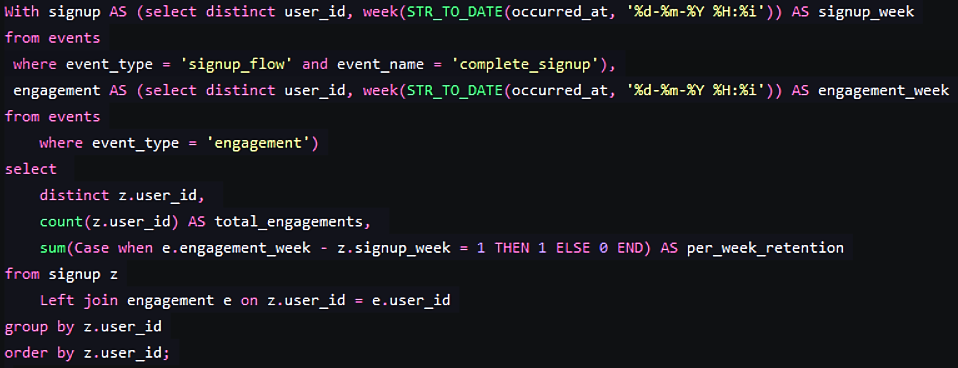 With signup AS (select distinct user_id, week(STR_TO_DATE(occurred_at, '%d-%m-%Y %H:%i')) AS signup_week
from events
where event_type = 'signup_flow' and event_name = 'complete_signup'),
engagement AS (select distinct user_id, week(STR_TO_DATE(occurred_at, '%d-%m-%Y %H:%i')) AS engagement_week
from events
where event_type = 'engagement')
select
distinct z.user_id,
count(z.user_id) AS total_engagements,
sum(Case when e.engagement_week - z.signup_week = 1 THEN 1 ELSE 0 END) AS per_week_retention
from signup z
Left join engagement e on z.user_id = e.user_id
group by z.user_id
order by z.user_id;